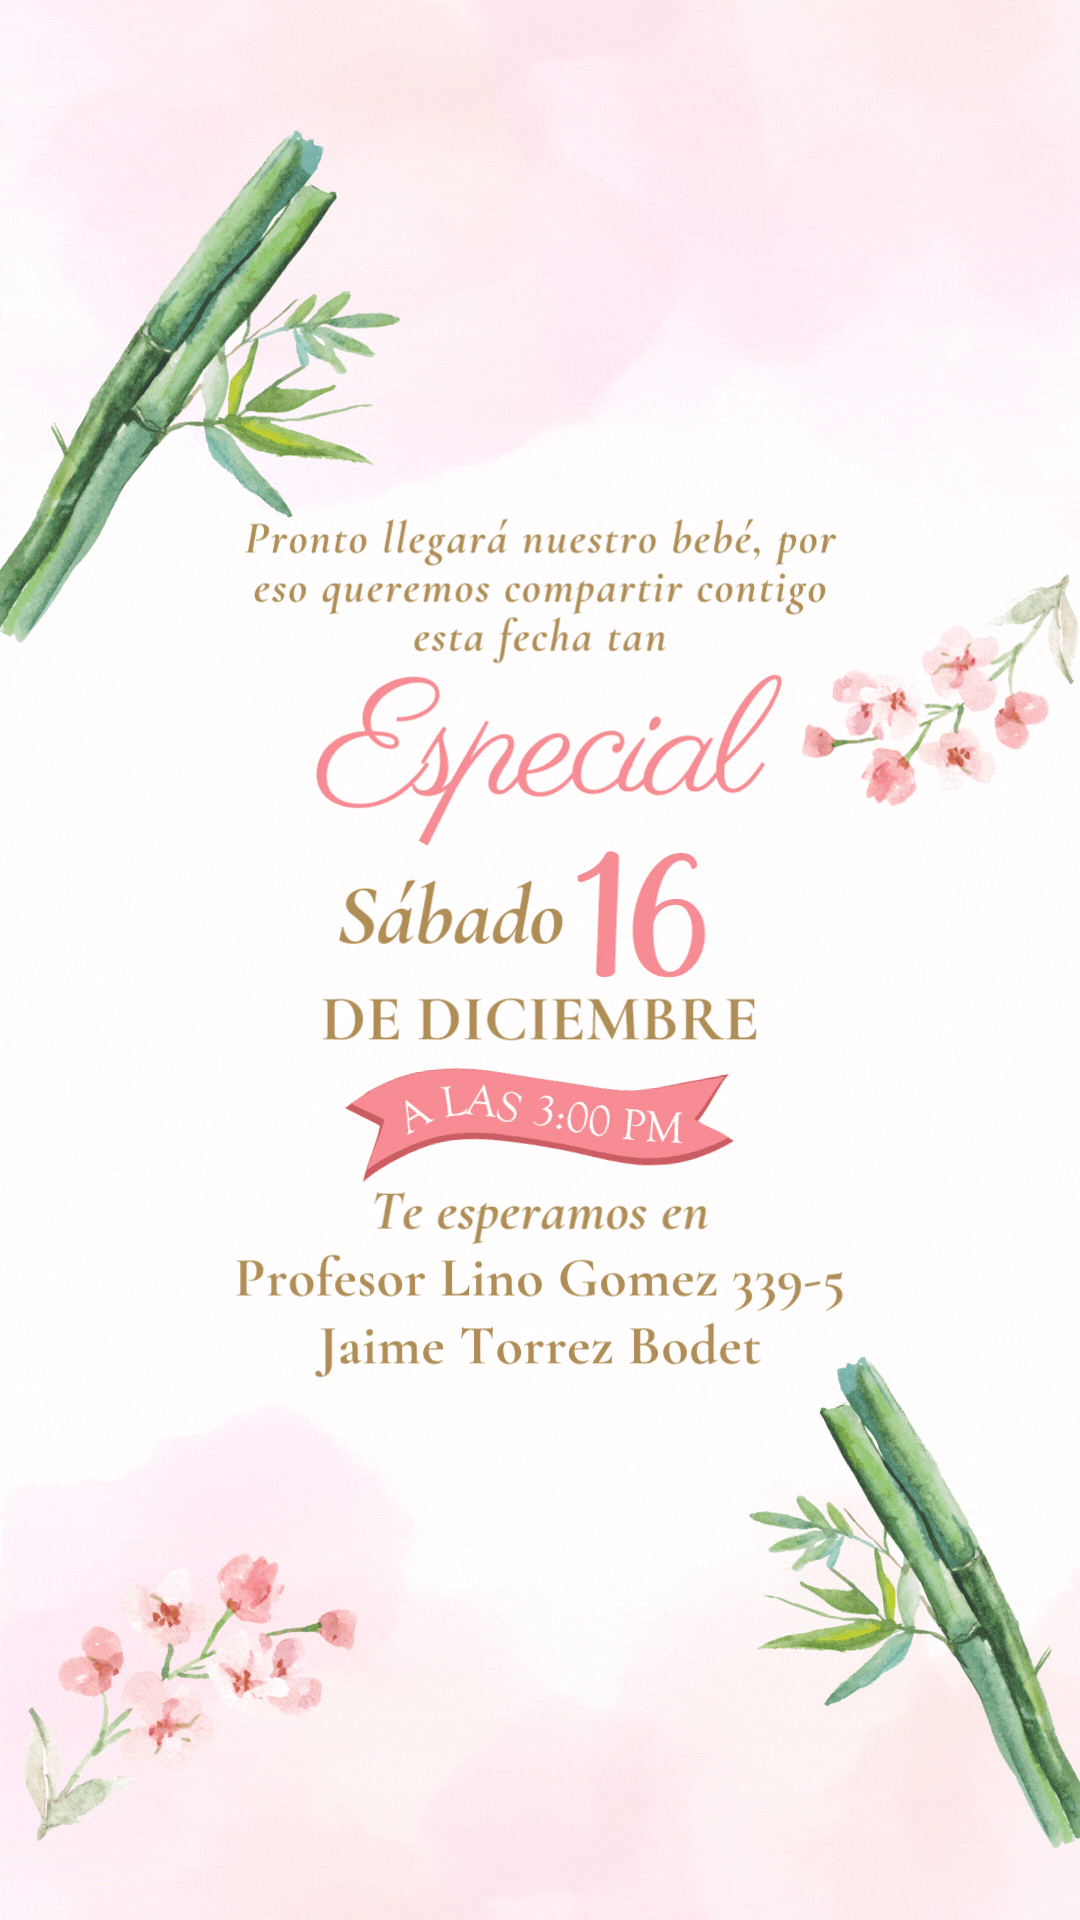 Pronto llegará nuestro bebé, por
eso queremos compartir contigo
esta fecha tan
Especial
Sábado 16
DE DICIEMBRE
A LAS 3:00 PM
Te esperamos en
Profesor Lino Gomez 339-5
Jaime Torrez Bodet